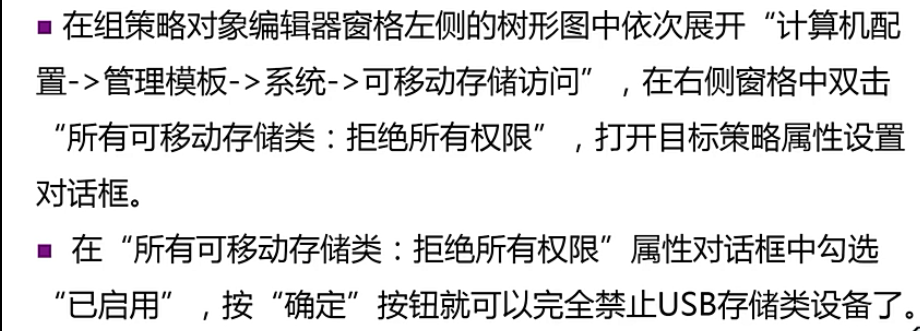 ■ 在组策略对象编辑器窗格左侧的树形图中依次展开“计算机配
置->管理模板->系统->可移动存储访问”，在右侧窗格中双击
“所有可移动存储类：拒绝所有权限”，打开目标策略属性设置
对话框。
■ 在“所有可移动存储类：拒绝所有权限”属性对话框中勾选
“已启用”，按“确定”按钮就可以完全禁止USB存储类设备了。